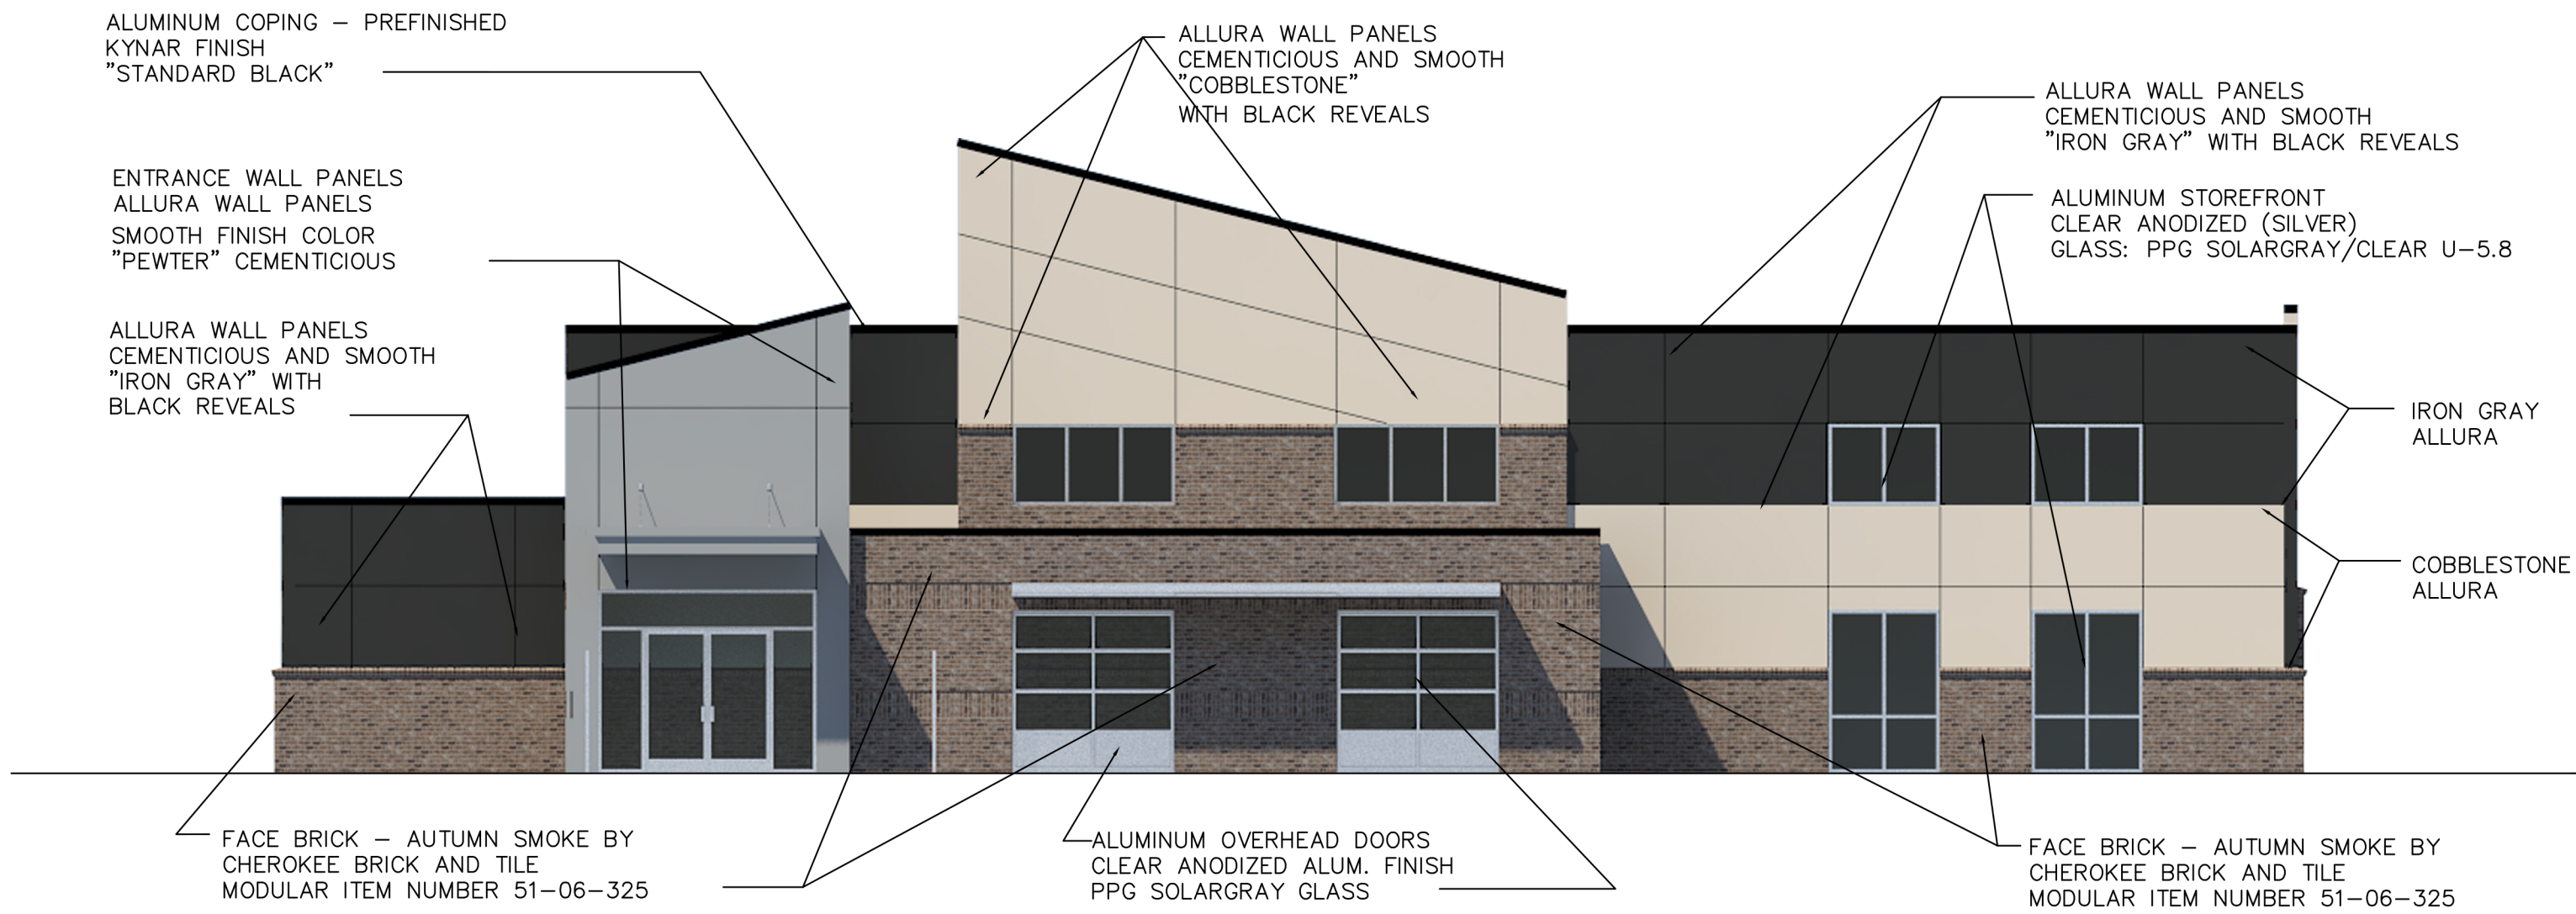 ALUMINUM COPING – PREFINISHED
KYNAR FINISH
"STANDARD BLACK"
ENTRANCE WALL PANELS
ALLURA WALL PANELS
SMOOTH FINISH COLOR
"PEWTER" CEMENTICIOUS
ALLURA WALL PANELS
CEMENTICIOUS AND SMOOTH
"IRON GRAY" WITH
BLACK REVEALS
ALLURA WALL PANELS
CEMENTICIOUS AND SMOOTH
"COBBLESTONE"
WITH BLACK REVEALS
ALLURA WALL PANELS
CEMENTICIOUS AND SMOOTH
"IRON GRAY" WITH BLACK REVEALS
ALUMINUM STOREFRONT
CLEAR ANODIZED (SILVER)
GLASS: PPG SOLARGRAY/CLEAR U–5.8
IRON GRAY
ALLURA
COBBLESTONE
ALLURA
FACE BRICK – AUTUMN SMOKE BY
CHEROKEE BRICK AND TILE
MODULAR ITEM NUMBER 51–06–325
ALUMINUM OVERHEAD DOORS
CLEAR ANODIZED ALUM. FINISH
PPG SOLARGRAY GLASS
FACE BRICK – AUTUMN SMOKE BY
CHEROKEE BRICK AND TILE
MODULAR ITEM NUMBER 51–06–325